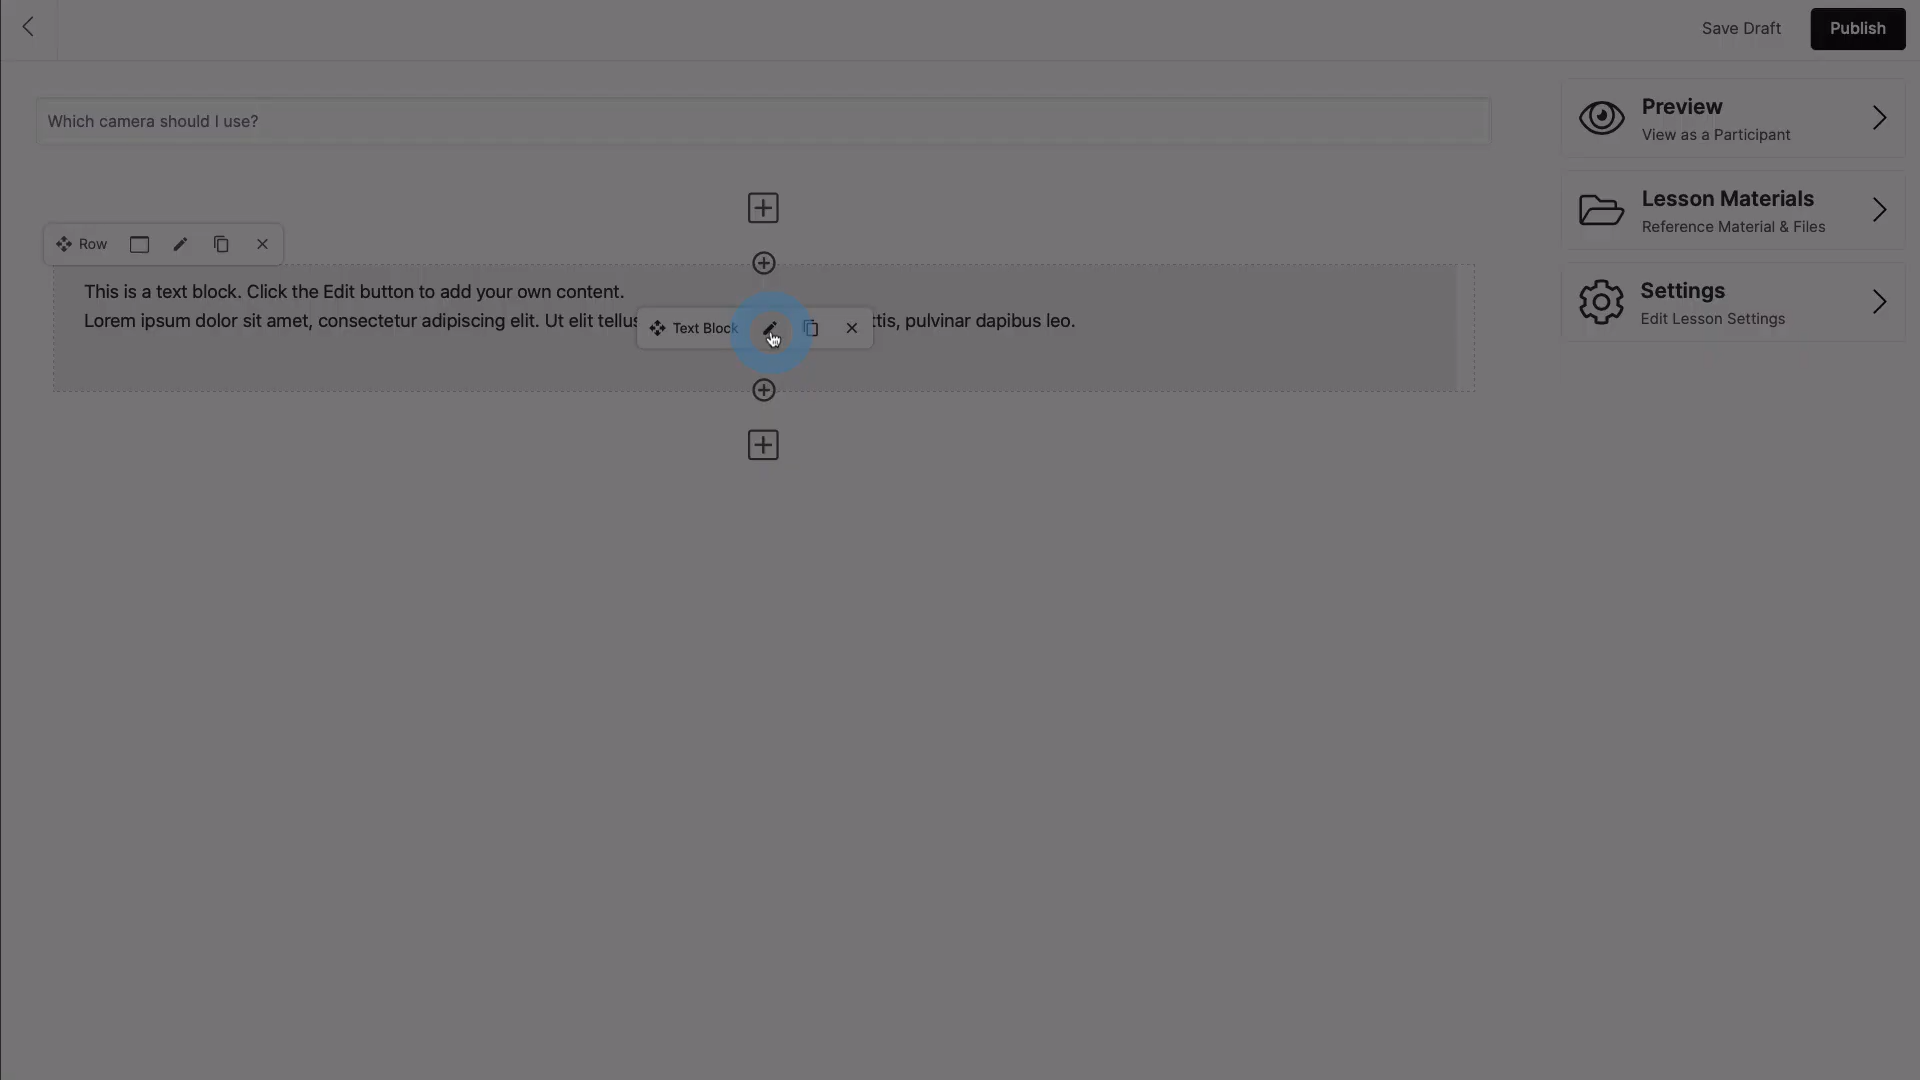 Save Draft
Publish
Which camera should I use?
Preview
View as a Participant
Lesson Materials
Reference Material & Files
Row
Settings
Edit Lesson Settings
This is a text block. Click the Edit button to add your own content.
Lorem ipsum dolor sit amet, consectetur adipiscing elit. Ut elit tellus
ttis, pulvinar dapibus leo.
Text Block